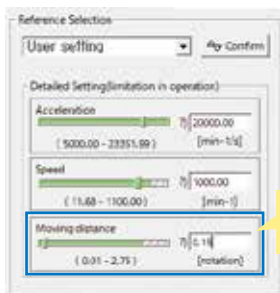 Reference Selection
User setting
Confirm
Detailed Setting(limitation in operation)
Acceleration
20000.00
( 5000.00 - 23351.99 )
[min-1/s]
Speed
1000.00
( 11.68 - 1100.00 )
[min-1]
Moving distance
( 0.01 - 2.75 )
[rotation]